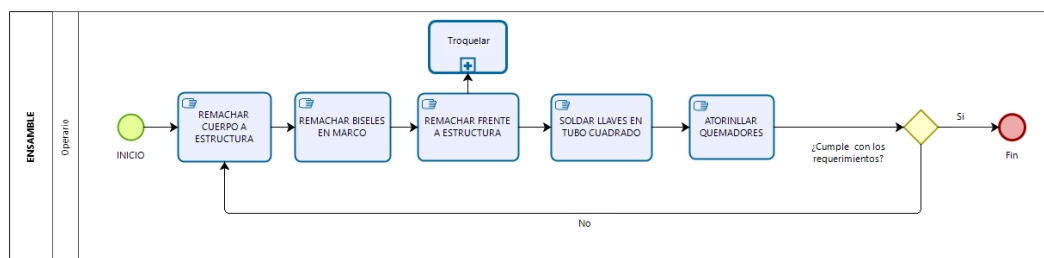 ENSAMBLE
Operario
INICIO
REMACHAR
CUERPO A
ESTRUCTURA
REMACHAR BISELES
EN MARCO
Troquelar
REMACHAR FRENTE
A ESTRUCTURA
SOLDAR LLAVES EN
TUBO CUADRADO
ATORINLLAR
QUEMADORES
¿Cumple con los
requerimientos?
Si
Fin
No